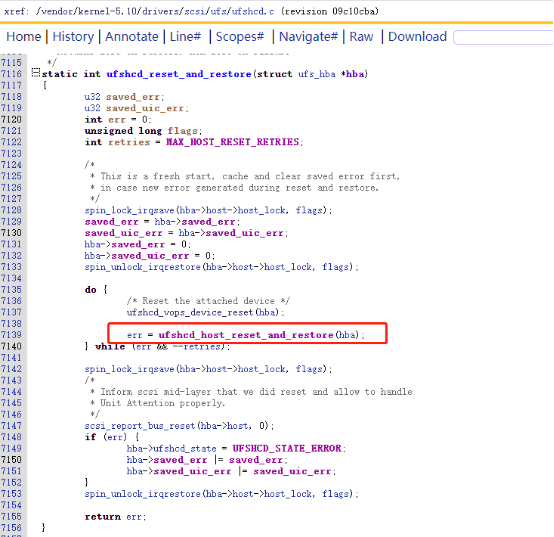 xref: /vendor/kernel-5.10/drivers/scsi/ufs/ufshcd.c (revision 09c10cba)
Home | History | Annotate | Line# | Scopes# | Navigate# | Raw | Download
7115 */
7116 static int ufshcd_reset_and_restore(struct ufs_hba *hba)
7117 {
7118 u32 saved_err;
7119 u32 saved_uic_err;
7120 int err = 0;
7121 unsigned long flags;
7122 int retries = MAX_HOST_RESET_RETRIES;
7123
7124 /*
7125 * This is a fresh start, cache and clear saved error first,
7126 * in case new error generated during reset and restore.
7127 */
7128 spin_lock_irqsave(hba->host->host_lock, flags);
7129 saved_err = hba->saved_err;
7130 saved_uic_err = hba->saved_uic_err;
7131 hba->saved_err = 0;
7132 hba->saved_uic_err = 0;
7133 spin_unlock_irqrestore(hba->host->host_lock, flags);
7134
7135 do {
7136 /* Reset the attached device */
7137 ufshcd_vops_device_reset(hba);
7138
7139 err = ufshcd_host_reset_and_restore(hba);
7140 } while (err && --retries);
7141
7142 spin_lock_irqsave(hba->host->host_lock, flags);
7143 /*
7144 * Inform scsi mid-layer that we did reset and allow to handle
7145 * Unit Attention properly.
7146 */
7147 scsi_report_bus_reset(hba->host, 0);
7148 if (err) {
7149 hba->ufshcd_state = UFSHCD_STATE_ERROR;
7150 hba->saved_err |= saved_err;
7151 hba->saved_uic_err |= saved_uic_err;
7152 }
7153 spin_unlock_irqrestore(hba->host->host_lock, flags);
7154
7155 return err;
7156 }